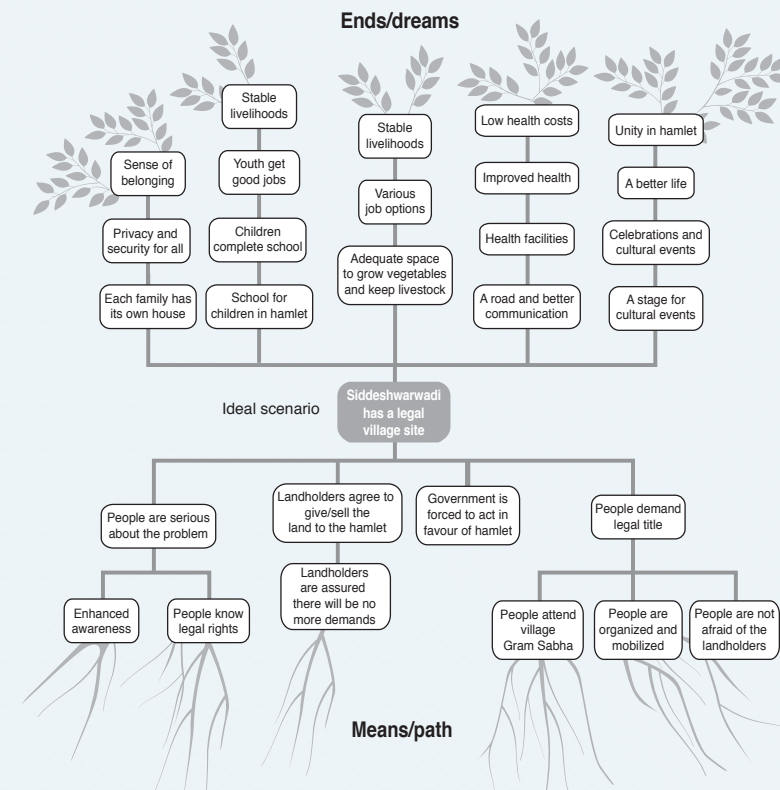 Ends/dreams
Sense of
belonging
Privacy and
security for all
Each family has
its own house
Stable
livelihoods
Youth get
good jobs
Children
complete school
School for
children in hamlet
Stable
livelihoods
Various
job options
Adequate space
to grow vegetables
and keep livestock
Low health costs
Improved health
Health facilities
A road and better
communication
Unity in hamlet
A better life
Celebrations and
cultural events
A stage for
cultural events
Ideal scenario
Siddeshwarwadi
has a legal
village site
People are serious
about the problem
Enhanced
awareness
People know
legal rights
Landholders agree to
give/sell the
land to the hamlet
Landholders
are assured
there will be no
more demands
Government is
forced to act in
favour of hamlet
People demand
legal title
People attend
village
Gram Sabha
People are
organized and
mobilized
People are not
afraid of the
landholders
Means/path